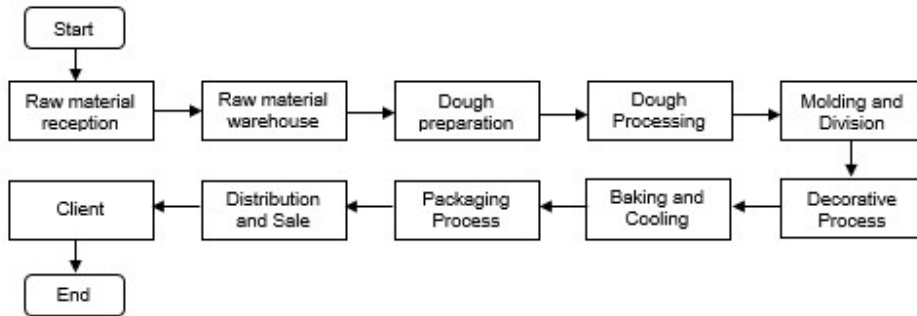 Start
Raw material
reception
Raw material
warehouse
Dough
preparation
Dough
Processing
Molding and
Division
Decorative
Process
Baking and
Cooling
Packaging
Process
Distribution
and Sale
Client
End